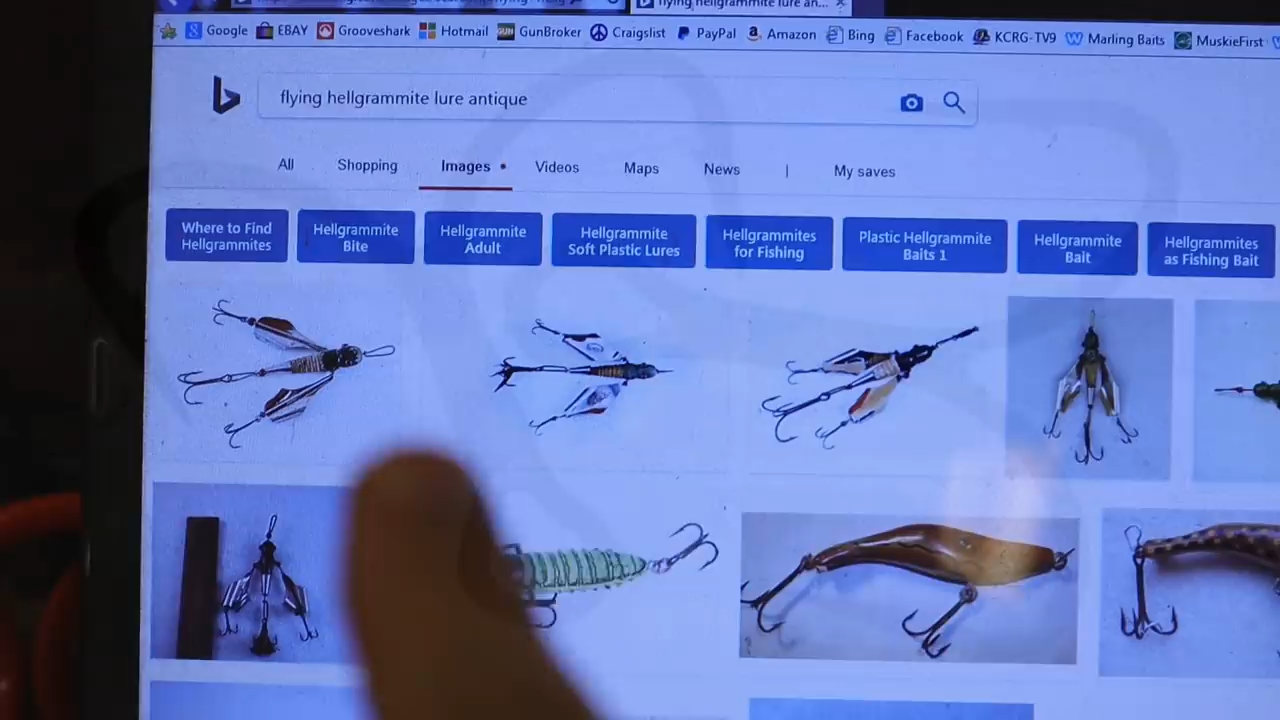 flying hellgrammite lure an...
Google EBAY Grooveshark Hotmail GunBroker Craigslist PayPal Amazon Bing Facebook KCRG-TV9 Marling Baits MuskieFirst
flying hellgrammite lure antique
All Shopping Images Videos Maps News | My saves
Where to Find
Hellgrammites
Hellgrammite
Bite
Hellgrammite
Adult
Hellgrammite
Soft Plastic Lures
Hellgrammites
for Fishing
Plastic Hellgrammite
Baits 1
Hellgrammite
Bait
Hellgrammites
as Fishing Bait